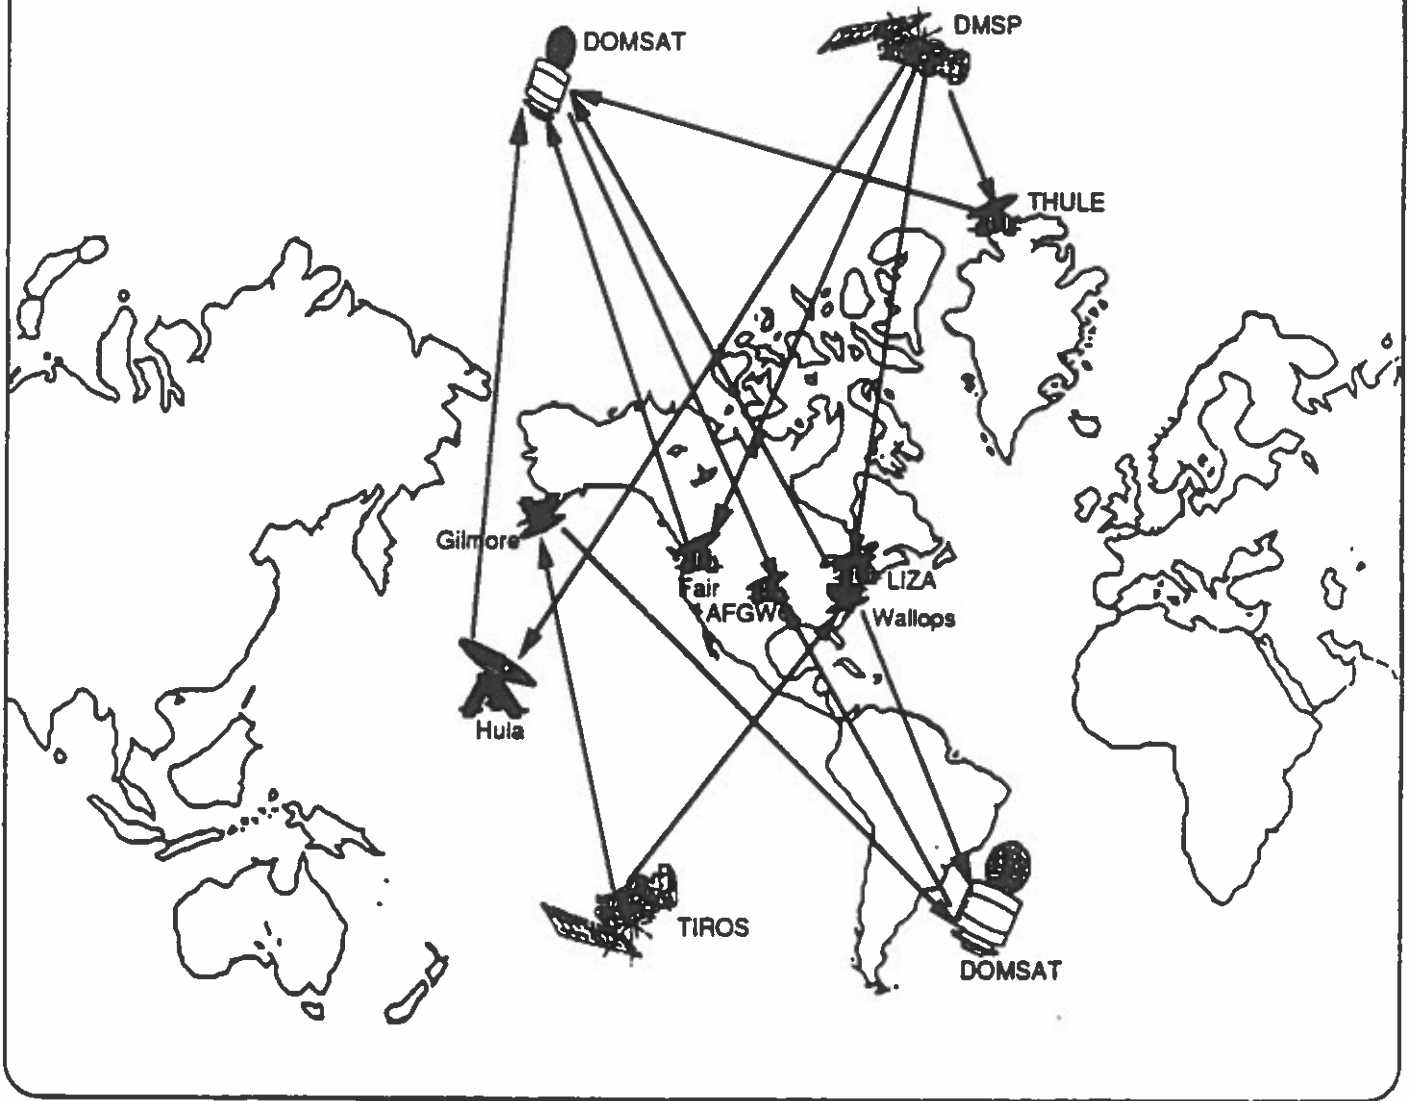 DMSP
DOMSAT
THULE
Gilmore
LIZA
Fair
AFGWC
Wallops
Hula
TIROS
DOMSAT